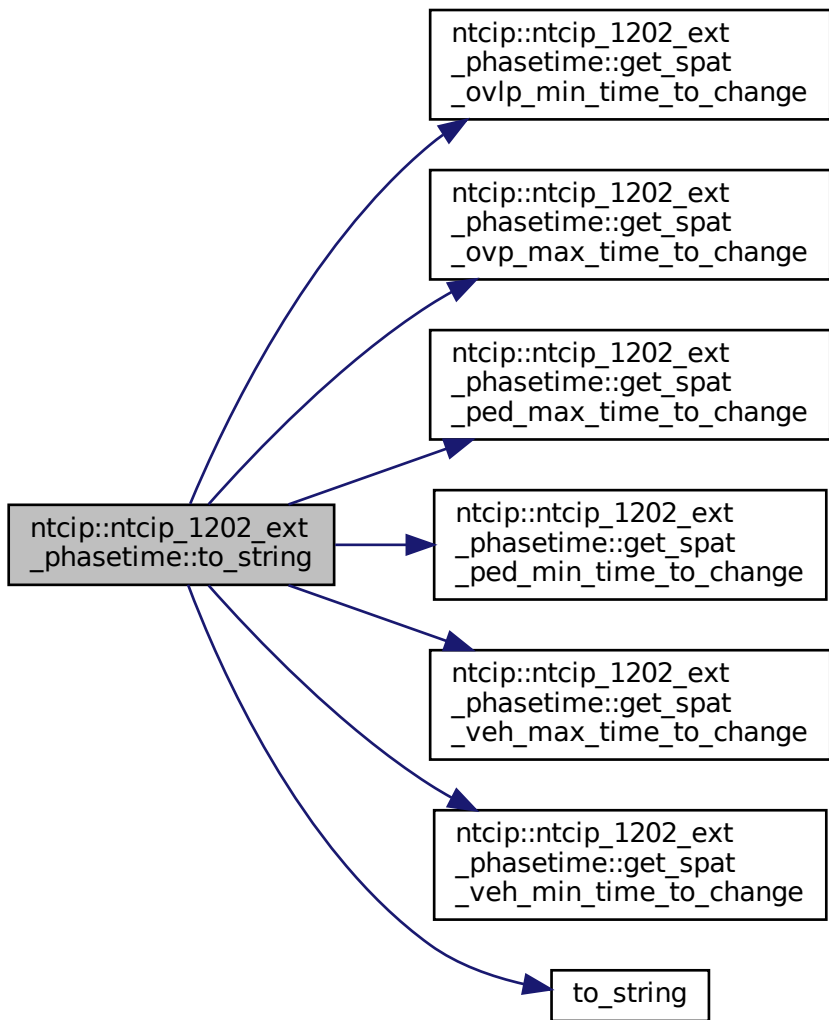 ntcip::ntcip_1202_ext
_phasetime::get_spat
_ovlp_min_time_to_change
ntcip::ntcip_1202_ext
_phasetime::get_spat
_ovp_max_time_to_change
ntcip::ntcip_1202_ext
_phasetime::get_spat
_ped_max_time_to_change
ntcip::ntcip_1202_ext
_phasetime::to_string
ntcip::ntcip_1202_ext
_phasetime::get_spat
_ped_min_time_to_change
ntcip::ntcip_1202_ext
_phasetime::get_spat
_veh_max_time_to_change
ntcip::ntcip_1202_ext
_phasetime::get_spat
_veh_min_time_to_change
to_string